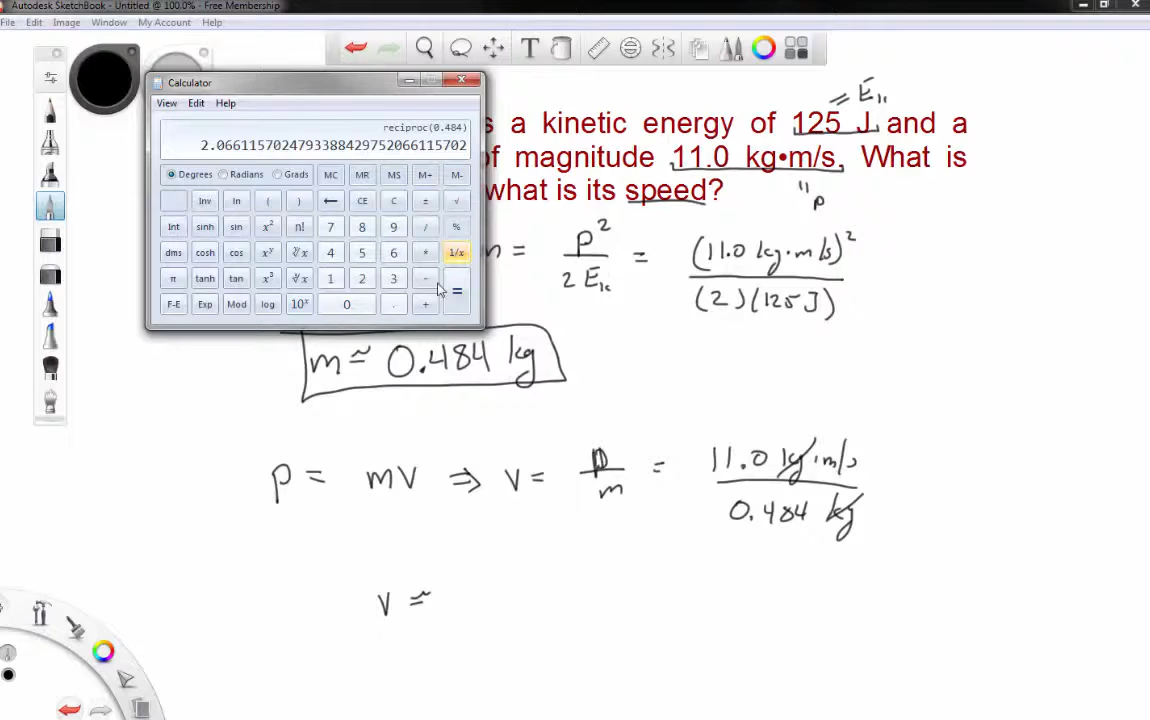 Autodesk SketchBook - Untitled @ 100.0% - Free Membership
File Edit Image Window My Account Help
Calculator
View Edit Help
reciproc(0.484)
2.0661157024793388429752066115702
Degrees Radians Grads MC MR MS M+ M-
Inv ln ( ) ← CE C ± √
Int sinh sin x² n! 7 8 9 / %
dms cosh cos xʸ ʸ√x 4 5 6 * 1/x
π tanh tan x³ ³√x 1 2 3 - =
F-E Exp Mod log 10ˣ 0 . +
= Eₖ
s a kinetic energy of 125 J and a
of magnitude 11.0 kg•m/s. What is
what is its speed?
" p
m = p² / 2 Eₖ = (11.0 kg·m/s)² / (2)(125 J)
m ≈ 0.484 kg
p = mv ⇒ v = p / m = 11.0 kg·m/s / 0.484 kg
v ≈